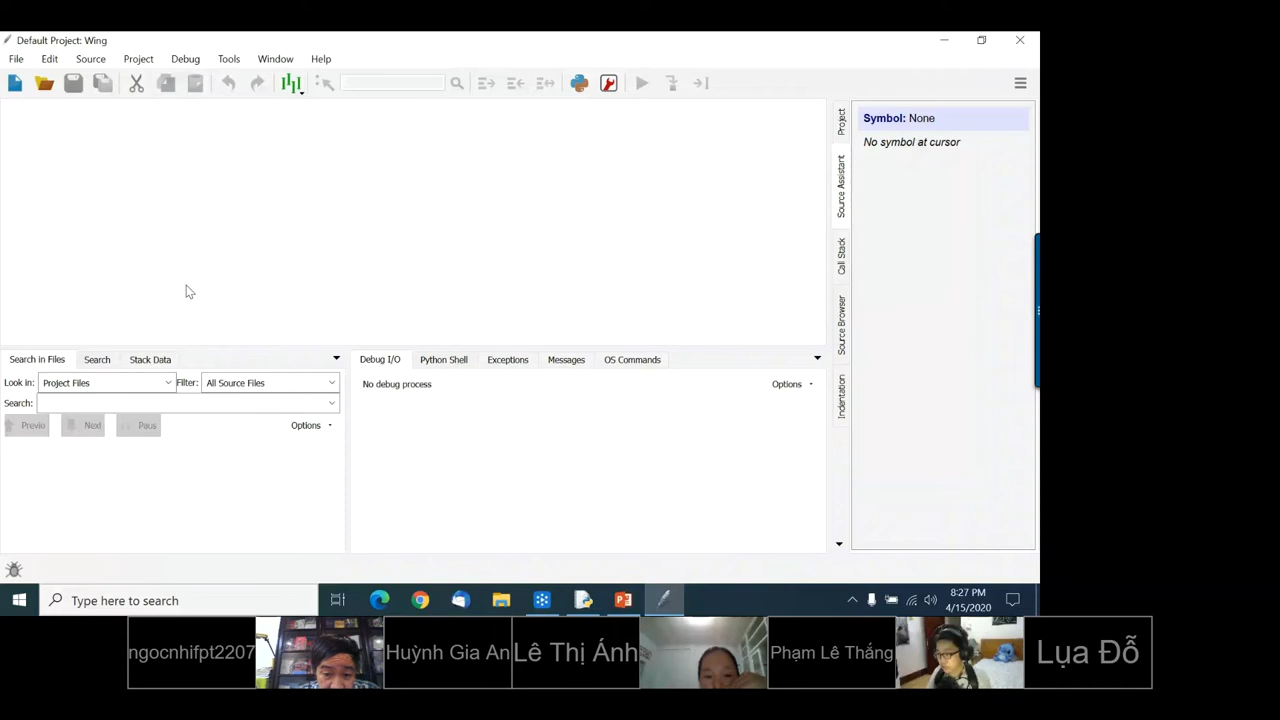 Default Project: Wing
File Edit Source Project Debug Tools Window Help
Symbol: None
No symbol at cursor
Project
Source Assistant
Call Stack
Source Browser
Indentation
Search in Files Search Stack Data
Look in: Project Files Filter: All Source Files
Search:
Previo Next Paus Options
Debug I/O Python Shell Exceptions Messages OS Commands
No debug process Options
Type here to search
8:27 PM
4/15/2020
ngocnhifpt2207 Huỳnh Gia An Lê Thị Ánh Phạm Lê Thắng Lụa Đỗ